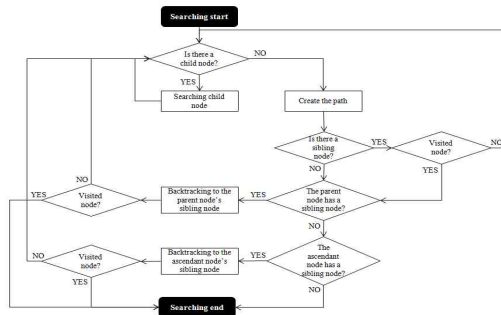 Searching start
Is there a
child node?
NO
YES
Searching child
node
Create the path
Is there a
sibling
node?
YES
Visited
node?
NO
NO
YES
NO
YES
Visited
node?
Backtracking to the
parent node's
sibling node
YES
The parent
node has a
sibling node?
NO
NO
Visited
node?
Backtracking to the
ascendant node's
sibling node
YES
The
ascendant
node has a
sibling node?
YES
NO
Searching end